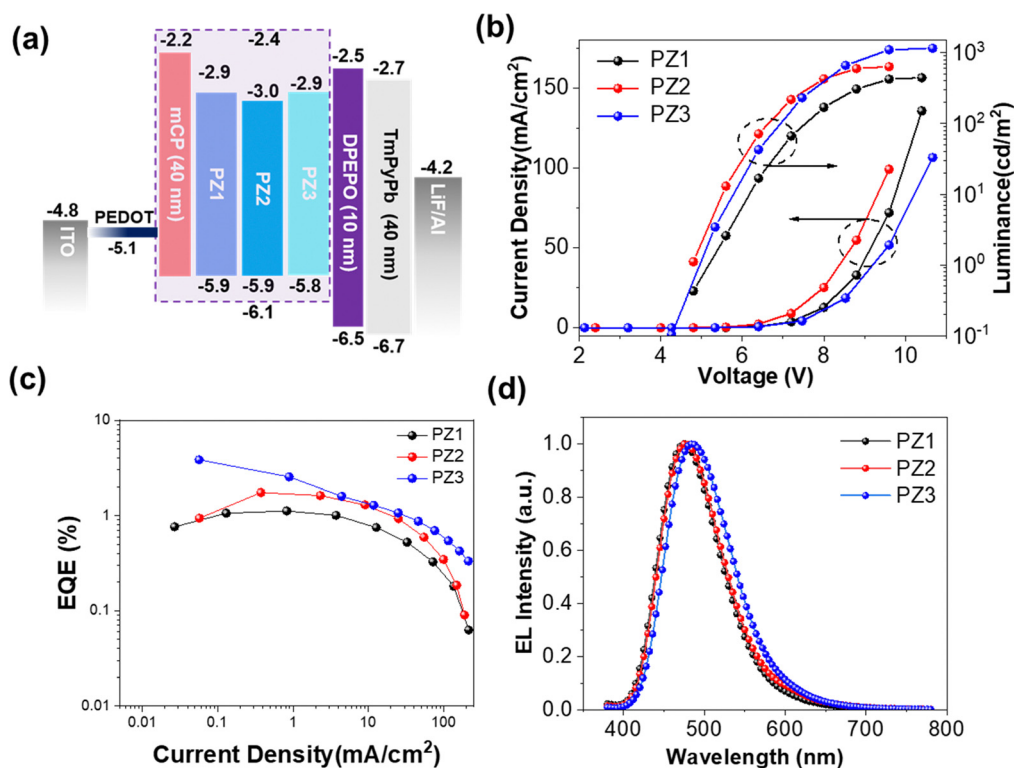 (a)
-2.2
-2.4
-2.9
-3.0
-2.9
-2.5
-2.7
-4.2
-4.8
PEDOT
-5.1
ITO
mCP (40 nm)
PZ1
PZ2
PZ3
DPEPO (10 nm)
TmPyPb (40 nm)
LiF/Al
-5.9
-5.9
-5.8
-6.1
-6.5
-6.7
(b)
PZ1
PZ2
PZ3
Current Density(mA/cm²)
150
100
50
0
Luminance(cd/m²)
10³
10²
10¹
10⁰
10⁻¹
2
4
6
8
10
Voltage (V)
(c)
PZ1
PZ2
PZ3
EQE (%)
10
1
0.1
0.01
0.01
0.1
1
10
100
Current Density(mA/cm²)
(d)
PZ1
PZ2
PZ3
EL Intensity (a.u.)
1.0
0.8
0.6
0.4
0.2
0.0
400
500
600
700
800
Wavelength (nm)